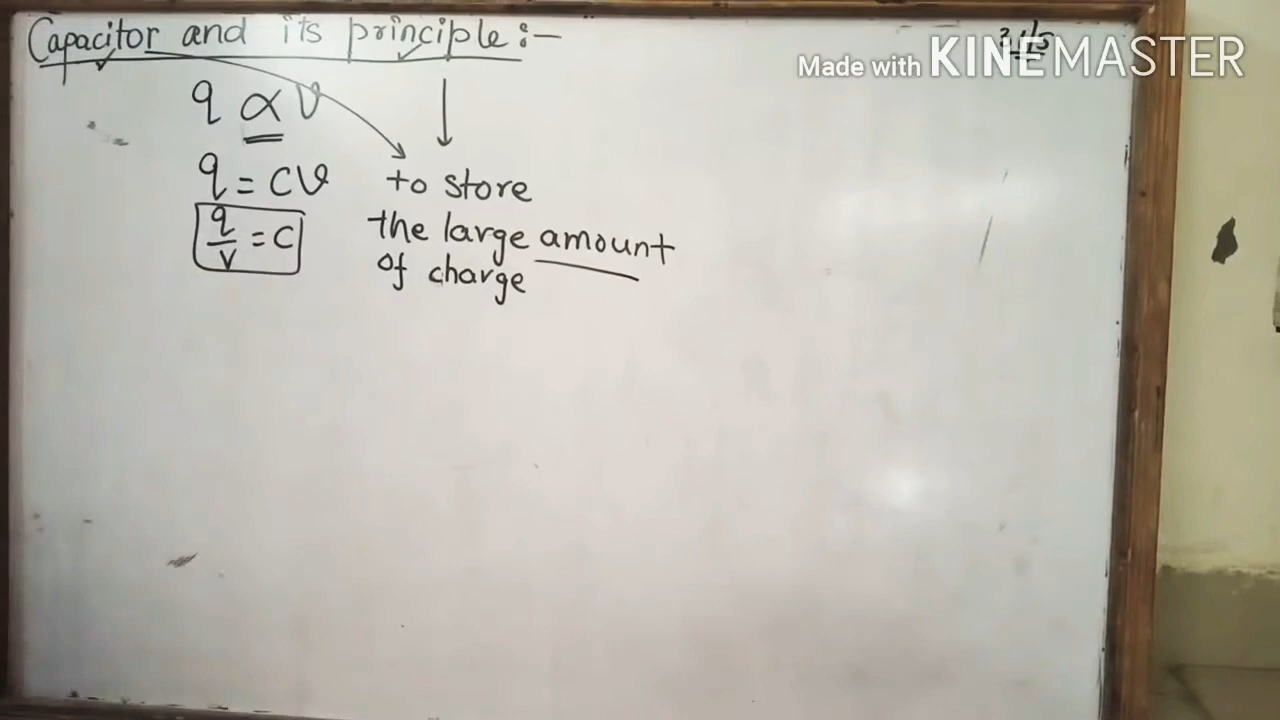 Capacitor and its principle :-
Made with KINEMASTER
q ∝ V
q = CV
q/V = C
to store
the large amount
of charge